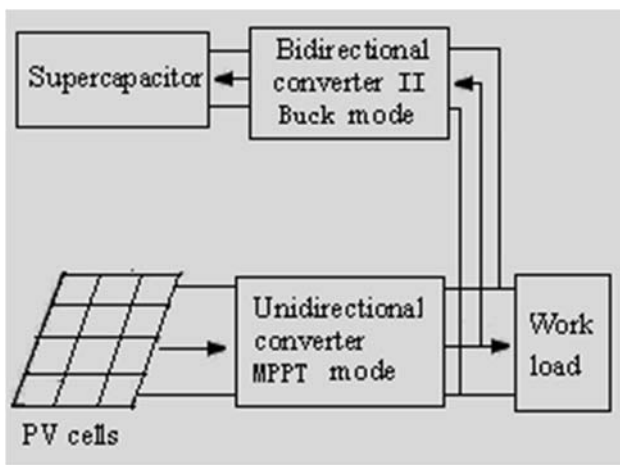 Supercapacitor
Bidirectional
converter II
Buck mode
Unidirectional
converter
MPPT mode
Work
load
PV cells